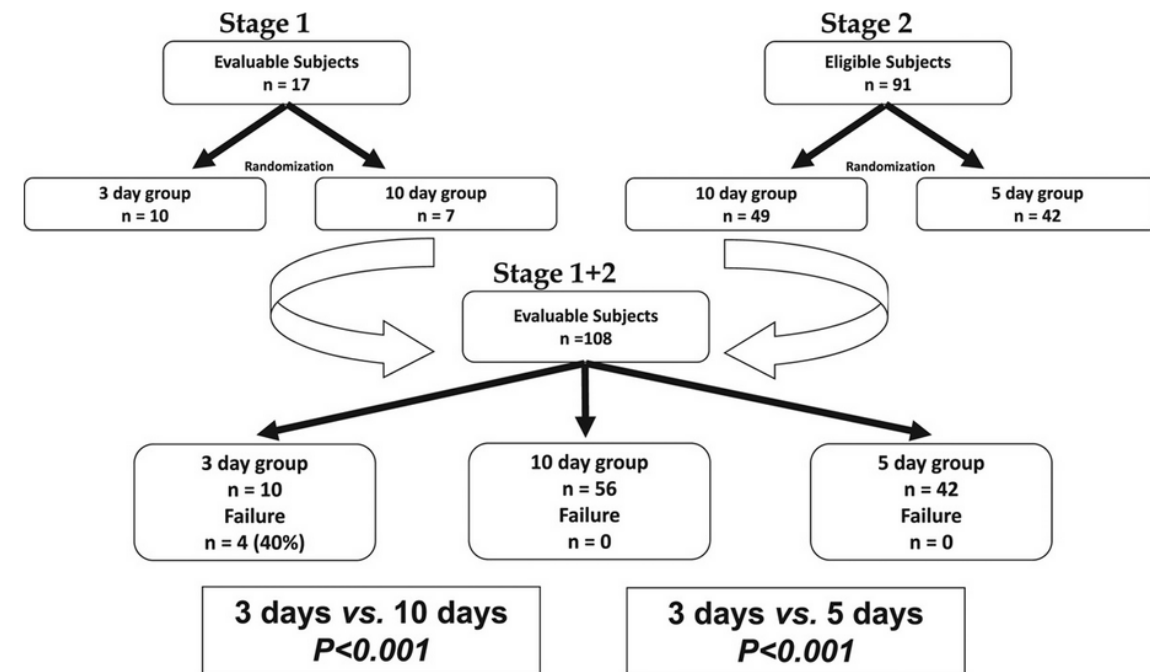 Stage 1
Evaluable Subjects
n = 17
Randomization
3 day group
n = 10
10 day group
n = 7
Stage 2
Eligible Subjects
n = 91
Randomization
10 day group
n = 49
5 day group
n = 42
Stage 1+2
Evaluable Subjects
n =108
3 day group
n = 10
Failure
n = 4 (40%)
10 day group
n = 56
Failure
n = 0
5 day group
n = 42
Failure
n = 0
3 days vs. 10 days
P<0.001
3 days vs. 5 days
P<0.001